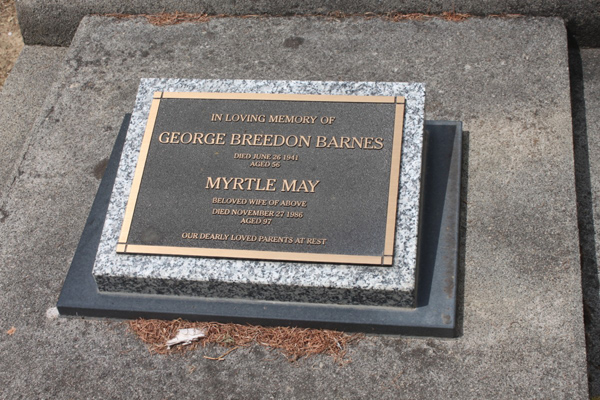 IN LOVING MEMORY OF
GEORGE BREEDON BARNES
DIED JUNE 26 1941
AGED 56
MYRTLE MAY
BELOVED WIFE OF ABOVE
DIED NOVEMBER 27 1986
AGED 97
OUR DEARLY LOVED PARENTS AT REST